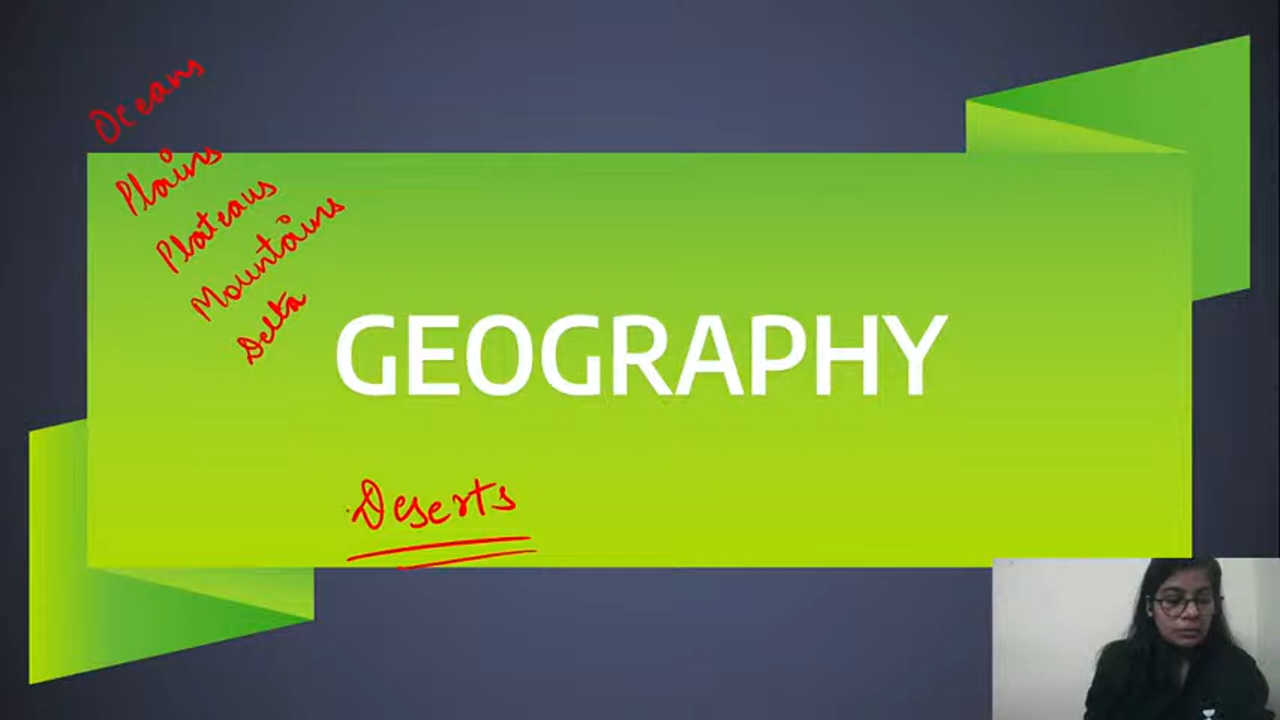 Oceans
Plains
Plateaus
Mountains
Delta
GEOGRAPHY
Deserts